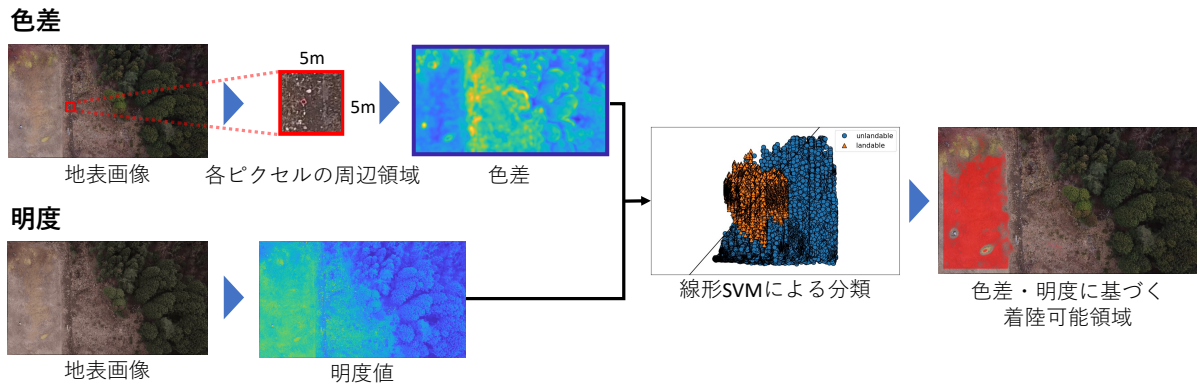 色差
5m
5m
地表画像
各ピクセルの周辺領域
色差
unlandable
landable
明度
線形SVMによる分類
色差・明度に基づく
着陸可能領域
地表画像
明度値